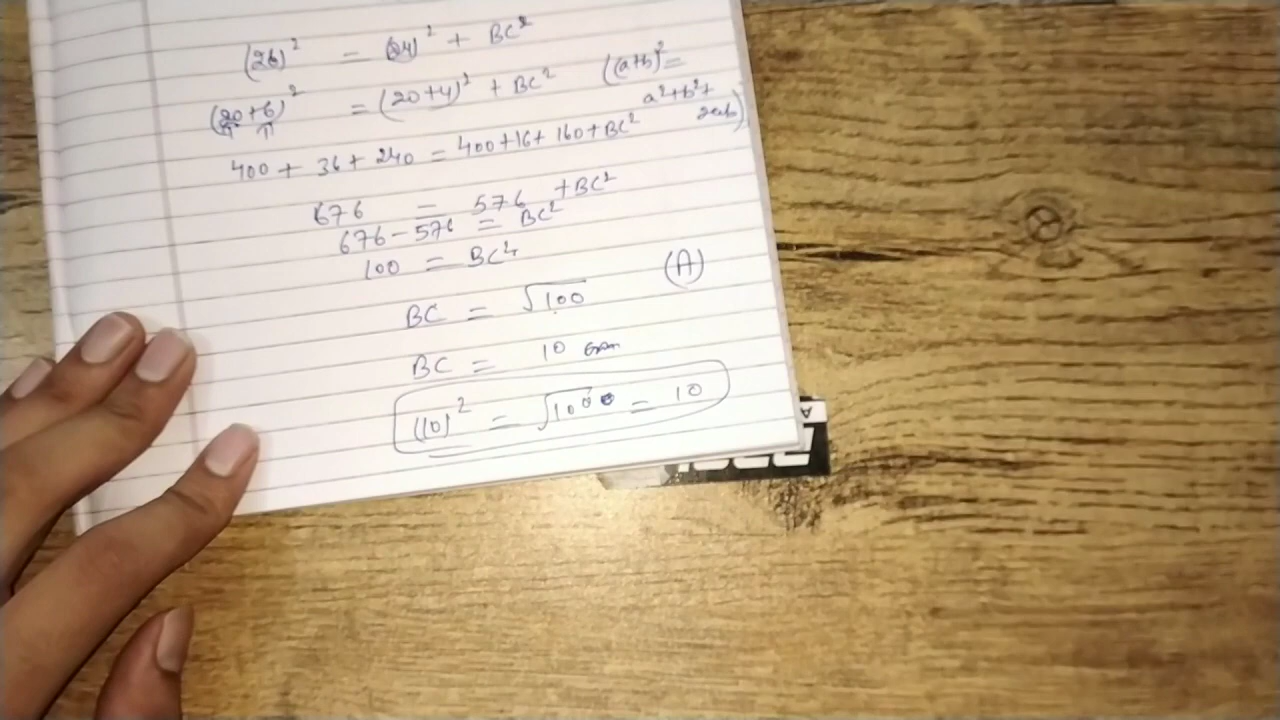 (26)² = (24)² + BC²
(20+6)² = (20+4)² + BC² ((a+b)² =
a²+b²+
2ab)
400 + 36 + 240 = 400+16+160+BC²
676 = 576 +BC²
676-576 = BC²
100 = BC²
(A)
BC = √100
BC = 10
(10)² = √100 = 10